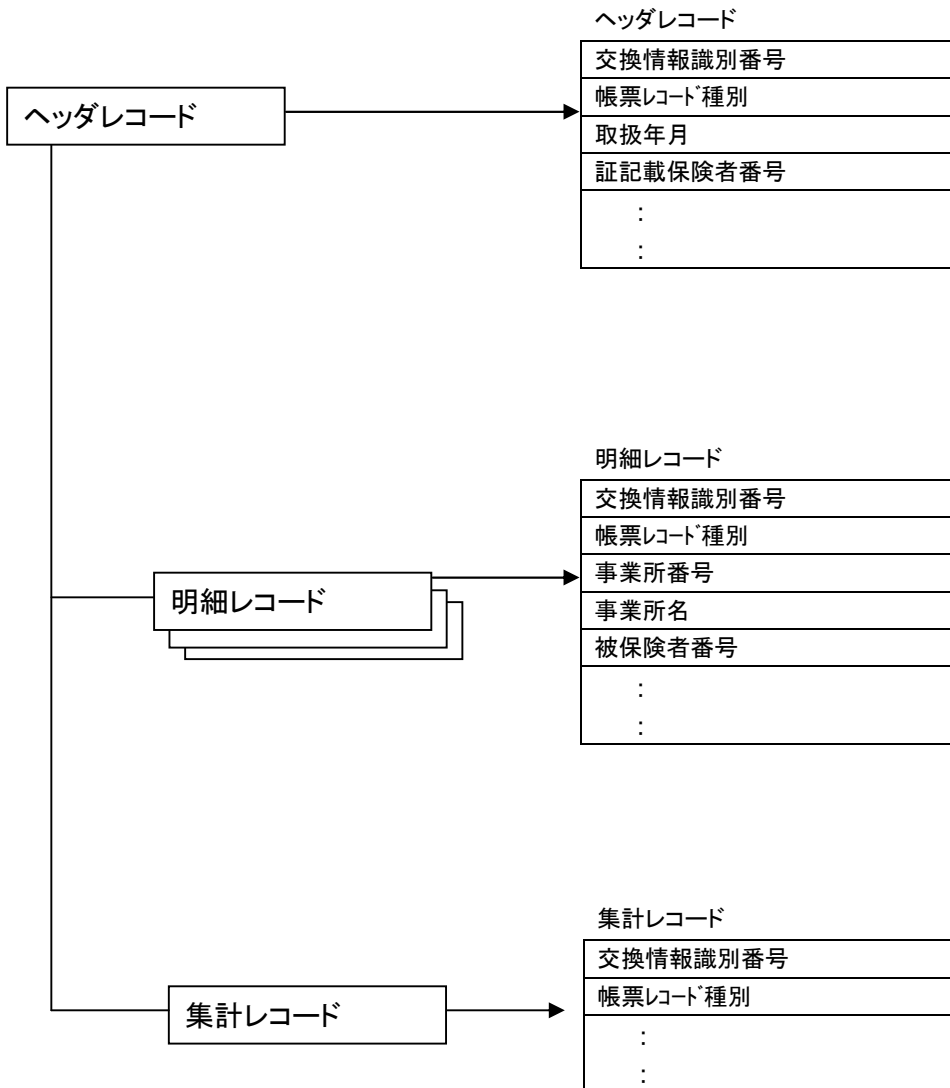 ヘッダレコード
交換情報識別番号
帳票ﾚｺｰﾄﾞ種別
取扱年月
証記載保険者番号
:
:
ヘッダレコード
明細レコード
交換情報識別番号
帳票ﾚｺｰﾄﾞ種別
事業所番号
事業所名
被保険者番号
:
:
明細レコード
集計レコード
交換情報識別番号
帳票ﾚｺｰﾄﾞ種別
:
:
集計レコード